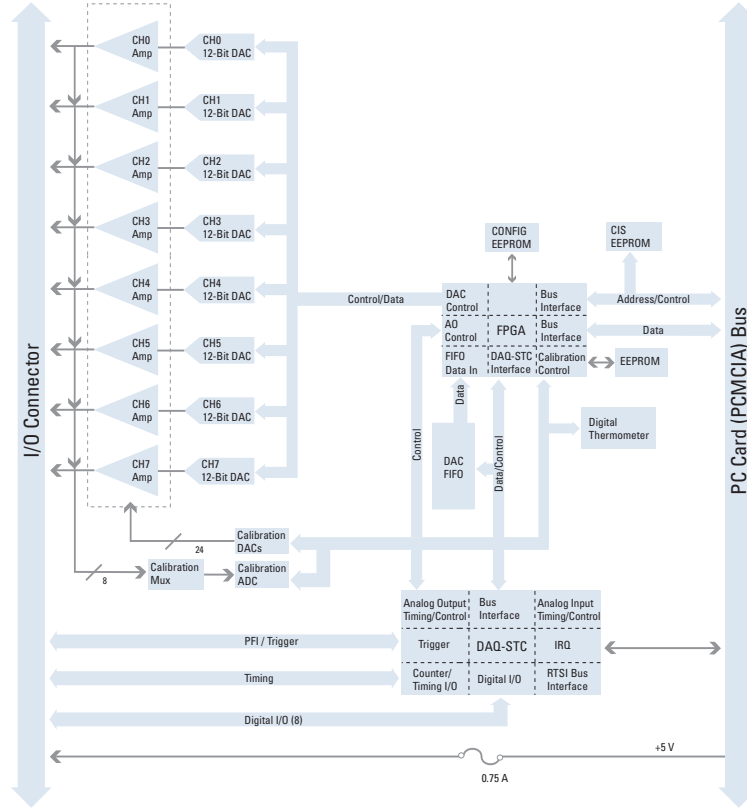 I/O Connector
PC Card (PCMCIA) Bus
CH0
Amp
CH0
12-Bit DAC
CH1
Amp
CH1
12-Bit DAC
CH2
Amp
CH2
12-Bit DAC
CH3
Amp
CH3
12-Bit DAC
CH4
Amp
CH4
12-Bit DAC
CH5
Amp
CH5
12-Bit DAC
CH6
Amp
CH6
12-Bit DAC
CH7
Amp
CH7
12-Bit DAC
CONFIG
EEPROM
CIS
EEPROM
Control/Data
DAC
Control
Bus
Interface
Address/Control
AO
Control
FPGA
Bus
Interface
Data
FIFO
Data In
DAQ-STC
Interface
Calibration
Control
EEPROM
Data
Control
Data/Control
DAC
FIFO
Digital
Thermometer
24
Calibration
DACs
8
Calibration
Mux
Calibration
ADC
Analog Output
Timing/Control
Bus
Interface
Analog Input
Timing/Control
PFI / Trigger
Trigger
DAQ-STC
IRQ
Timing
Counter/
Timing I/O
Digital I/O
RTSI Bus
Interface
Digital I/O (8)
+5 V
0.75 A